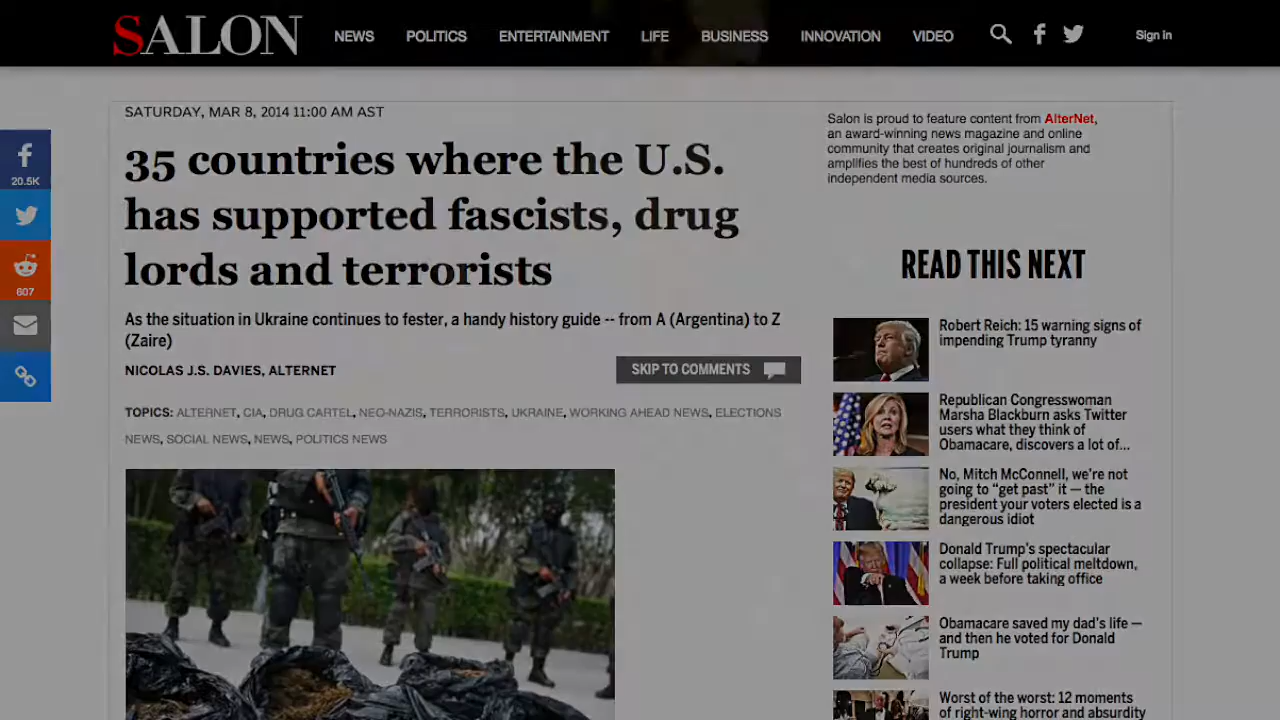 SALON
NEWS
POLITICS
ENTERTAINMENT
LIFE
BUSINESS
INNOVATION
VIDEO
Sign in
SATURDAY, MAR 8, 2014 11:00 AM AST
35 countries where the U.S.
has supported fascists, drug
lords and terrorists
As the situation in Ukraine continues to fester, a handy history guide -- from A (Argentina) to Z
(Zaire)
NICOLAS J.S. DAVIES, ALTERNET
SKIP TO COMMENTS
TOPICS: ALTERNET, CIA, DRUG CARTEL, NEO-NAZIS, TERRORISTS, UKRAINE, WORKING AHEAD NEWS, ELECTIONS
NEWS, SOCIAL NEWS, NEWS, POLITICS NEWS
20.5K
607
Salon is proud to feature content from AlterNet,
an award-winning news magazine and online
community that creates original journalism and
amplifies the best of hundreds of other
independent media sources.
READ THIS NEXT
Robert Reich: 15 warning signs of
impending Trump tyranny
Republican Congresswoman
Marsha Blackburn asks Twitter
users what they think of
Obamacare, discovers a lot of...
No, Mitch McConnell, we're not
going to "get past" it — the
president your voters elected is a
dangerous idiot
Donald Trump's spectacular
collapse: Full political meltdown,
a week before taking office
Obamacare saved my dad's life —
and then he voted for Donald
Trump
Worst of the worst: 12 moments
of right-wing horror and absurdity